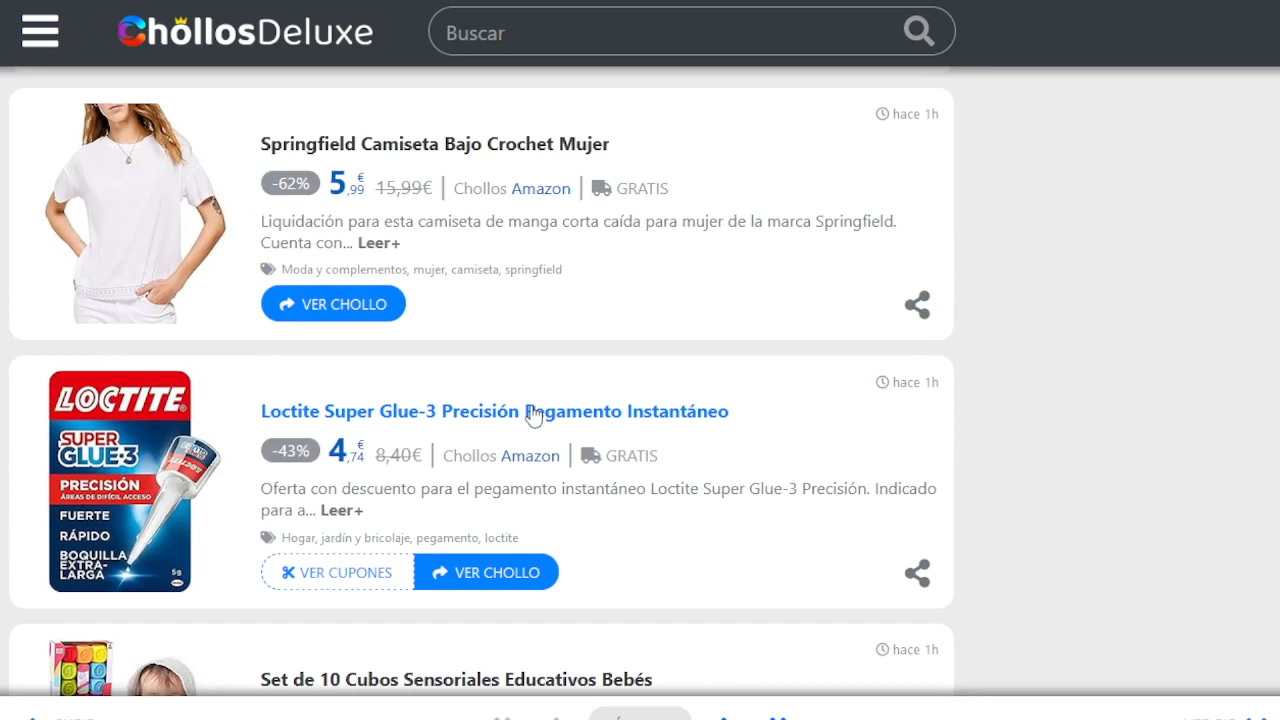 ChollosDeluxe
Buscar
hace 1h
Springfield Camiseta Bajo Crochet Mujer
-62% 5,99€ 15,99€ | Chollos Amazon | GRATIS
Liquidación para esta camiseta de manga corta caída para mujer de la marca Springfield.
Cuenta con... Leer+
Moda y complementos, mujer, camiseta, springfield
VER CHOLLO
hace 1h
LOCTITE
SUPER
GLUE-3
PRECISIÓN
ÁREAS DE DIFÍCIL ACCESO
FUERTE
RÁPIDO
BOQUILLA
EXTRA-
LARGA
5g
Loctite Super Glue-3 Precisión Pegamento Instantáneo
-43% 4,74€ 8,40€ | Chollos Amazon | GRATIS
Oferta con descuento para el pegamento instantáneo Loctite Super Glue-3 Precisión. Indicado
para a... Leer+
Hogar, jardín y bricolaje, pegamento, loctite
VER CUPONES VER CHOLLO
hace 1h
Set de 10 Cubos Sensoriales Educativos Bebés